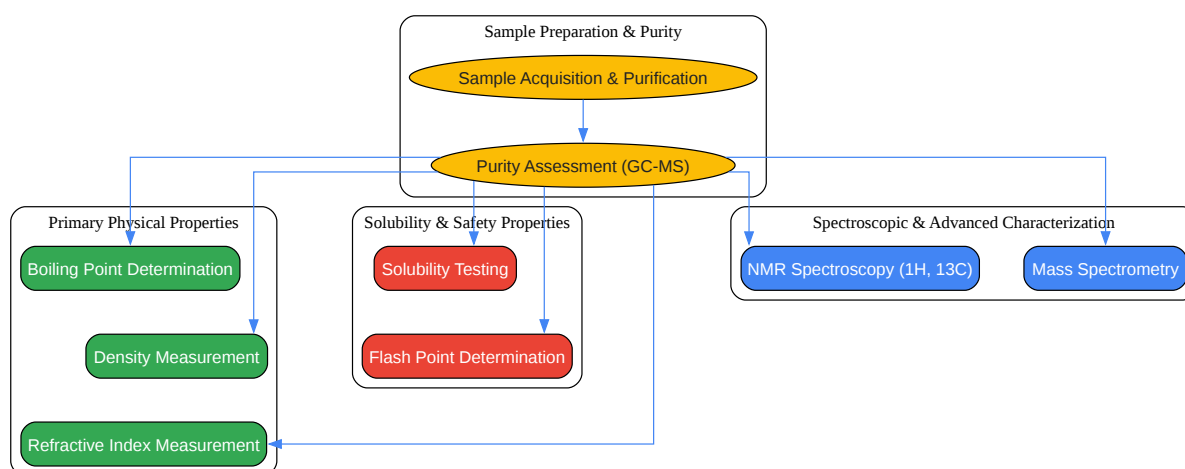 Sample Preparation & Purity
Sample Acquisition & Purification
Purity Assessment (GC-MS)
Primary Physical Properties
Boiling Point Determination
Density Measurement
Refractive Index Measurement
Solubility & Safety Properties
Solubility Testing
Flash Point Determination
Spectroscopic & Advanced Characterization
NMR Spectroscopy (1H, 13C)
Mass Spectrometry